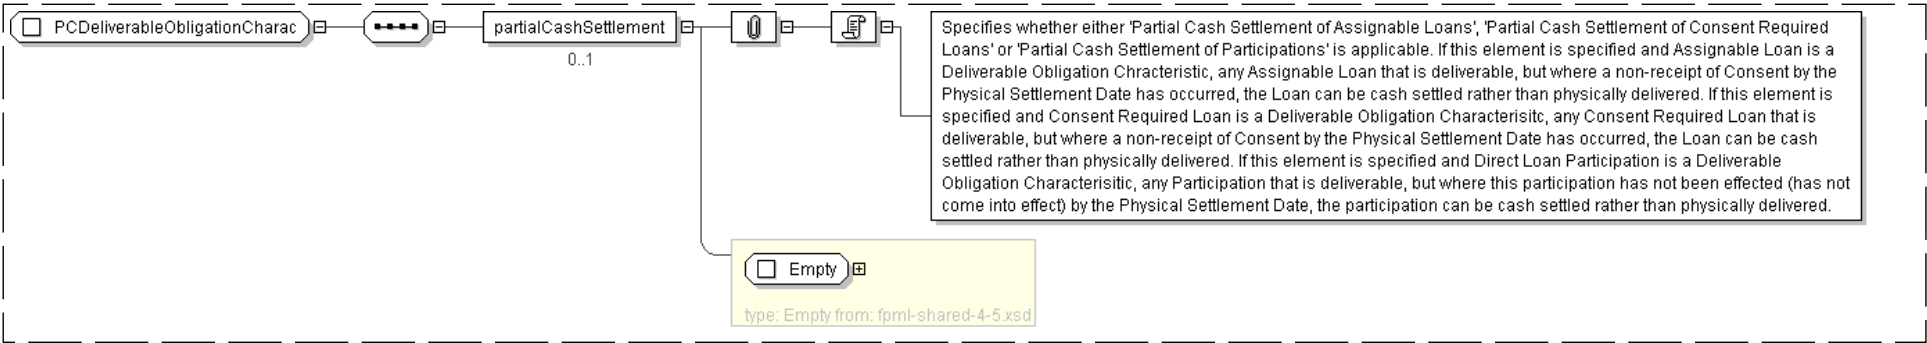 PCDeliverableObligationCharac
partialCashSettlement
0..1
Specifies whether either 'Partial Cash Settlement of Assignable Loans', 'Partial Cash Settlement of Consent Required
Loans' or 'Partial Cash Settlement of Participations' is applicable. If this element is specified and Assignable Loan is a
Deliverable Obligation Chracteristic, any Assignable Loan that is deliverable, but where a non-receipt of Consent by the
Physical Settlement Date has occurred, the Loan can be cash settled rather than physically delivered. If this element is
specified and Consent Required Loan is a Deliverable Obligation Characterisitc, any Consent Required Loan that is
deliverable, but where a non-receipt of Consent by the Physical Settlement Date has occurred, the Loan can be cash
settled rather than physically delivered. If this element is specified and Direct Loan Participation is a Deliverable
Obligation Characterisitic, any Participation that is deliverable, but where this participation has not been effected (has not
come into effect) by the Physical Settlement Date, the participation can be cash settled rather than physically delivered.
Empty
type: Empty from: fpml-shared-4-5.xsd